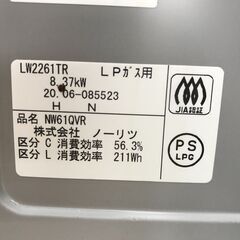 LW2261TR LPガス用
8.37kW
20.06-085523
H N
JIA認証
品名 NW61QVR
株式会社 ノーリツ
区分 C 消費効率 56.3%
区分 L 消費効率 211Wh
PS
LPG